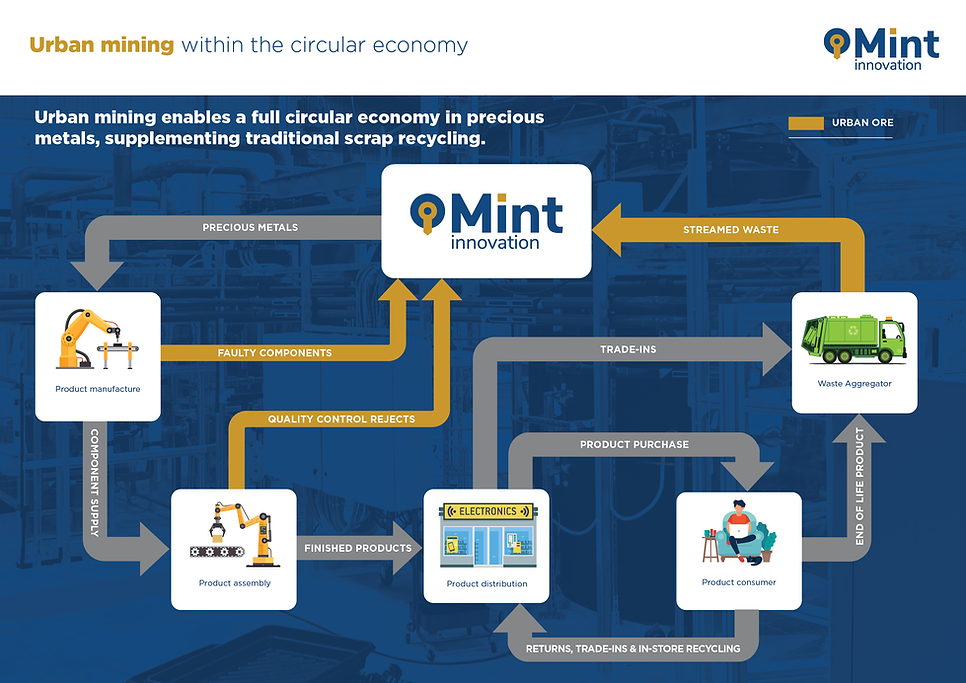 Urban mining within the circular economy
Mint
innovation
Urban mining enables a full circular economy in precious
metals, supplementing traditional scrap recycling.
URBAN ORE
Mint
innovation
PRECIOUS METALS
STREAMED WASTE
Product manufacture
FAULTY COMPONENTS
TRADE-INS
Waste Aggregator
QUALITY CONTROL REJECTS
COMPONENT SUPPLY
PRODUCT PURCHASE
END OF LIFE PRODUCT
ELECTRONICS
FINISHED PRODUCTS
Product assembly
Product distribution
Product consumer
RETURNS, TRADE-INS & IN-STORE RECYCLING